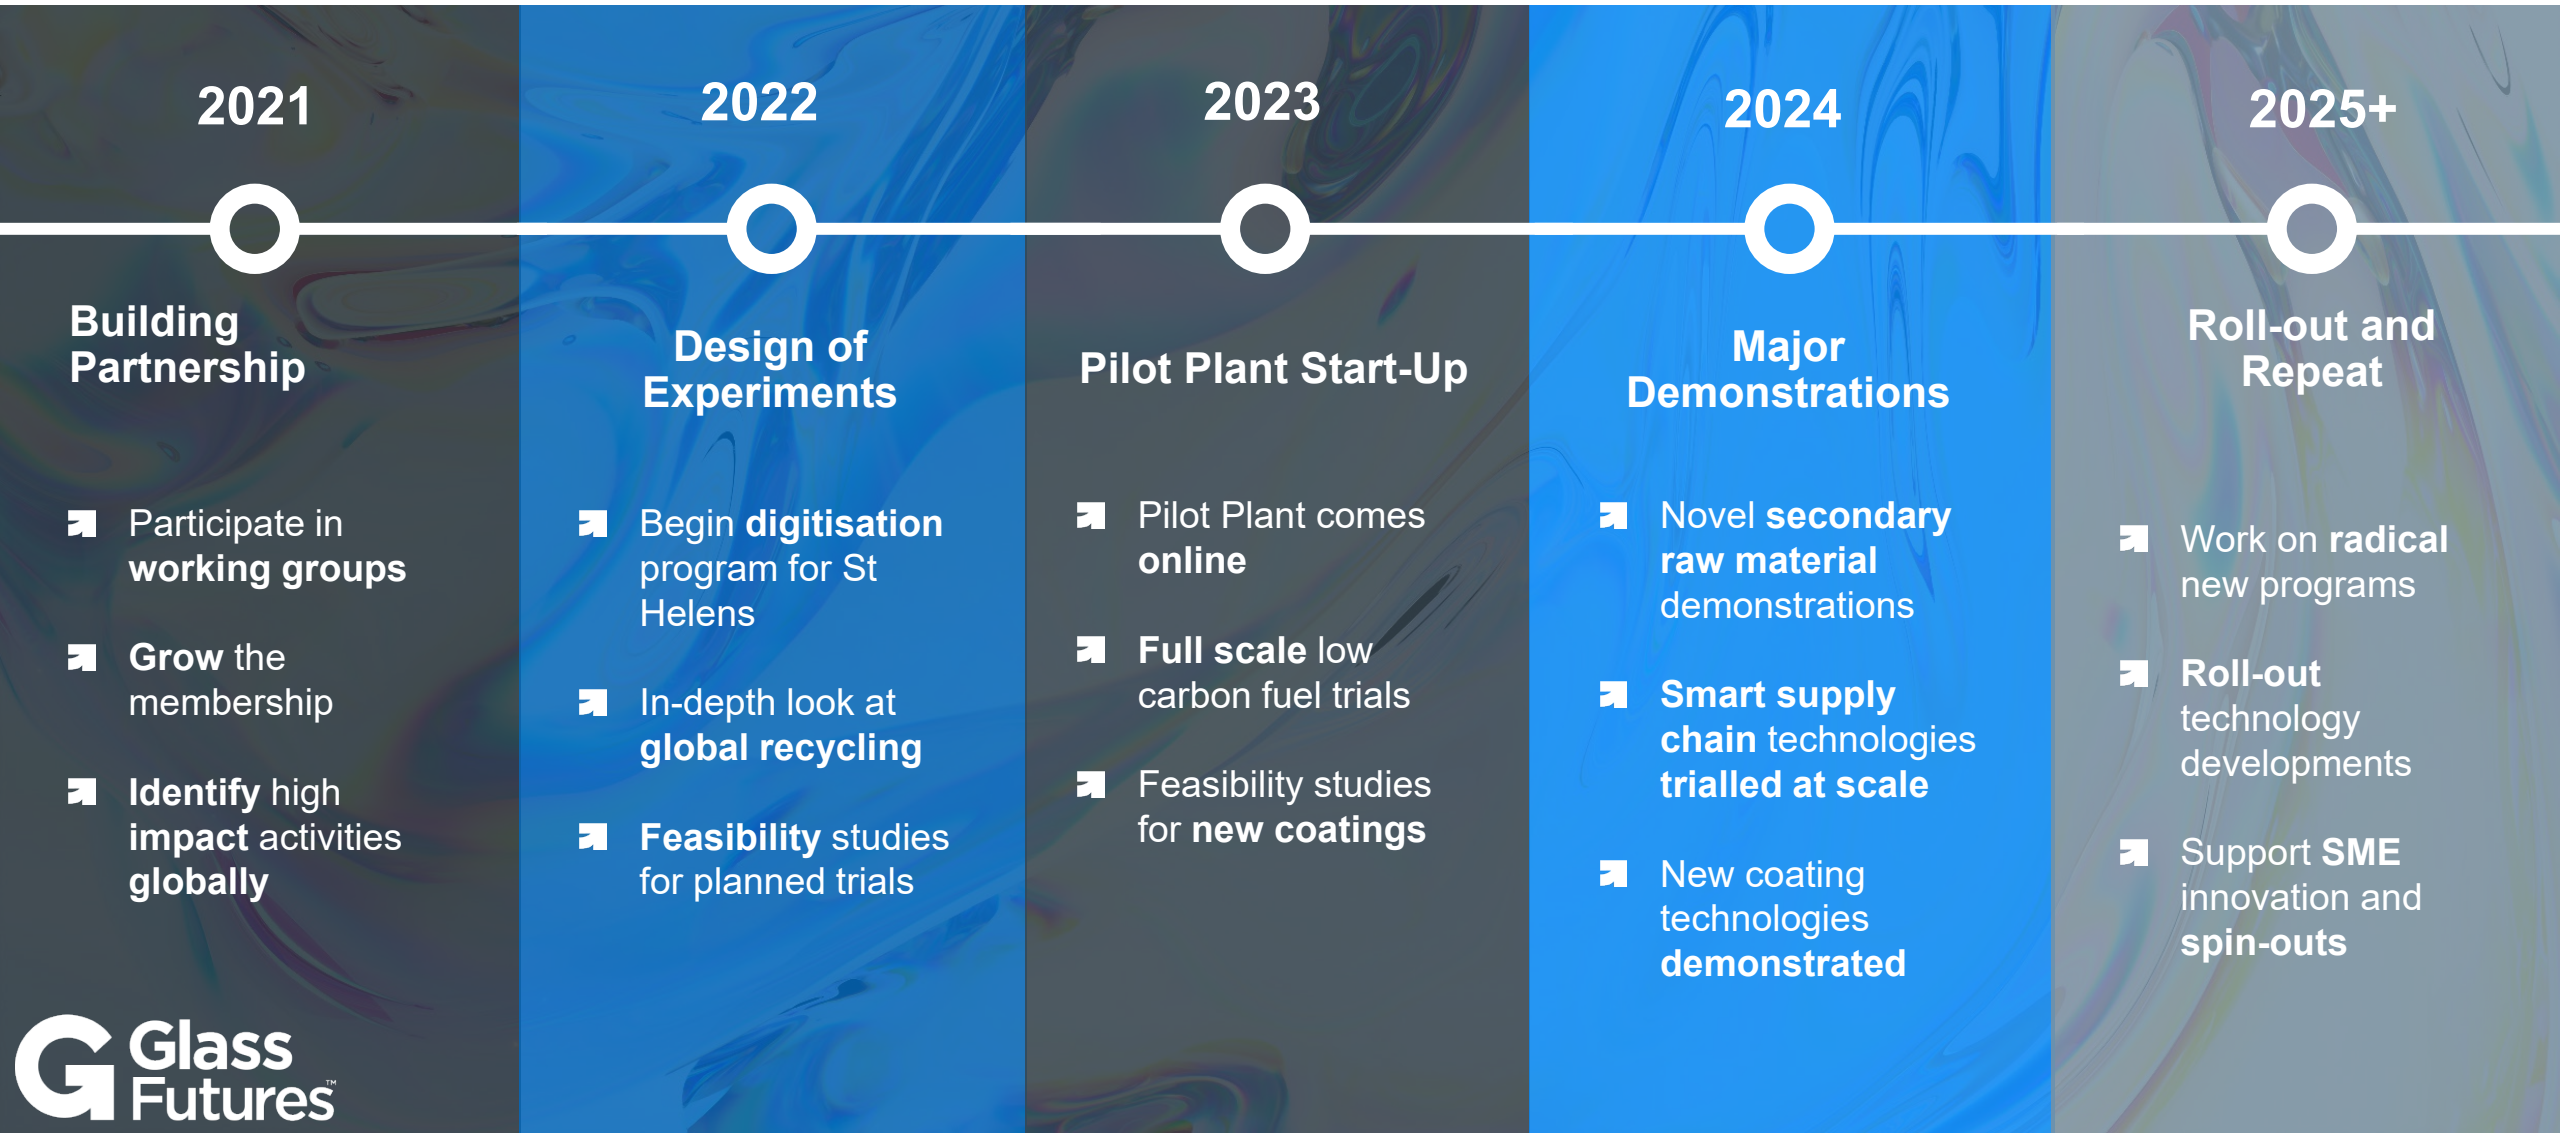 2021
Building
Partnership
Participate in
working groups
Grow the
membership
Identify high
impact activities
globally
2022
Design of
Experiments
Begin digitisation
program for St
Helens
In-depth look at
global recycling
Feasibility studies
for planned trials
2023
Pilot Plant Start-Up
Pilot Plant comes
online
Full scale low
carbon fuel trials
Feasibility studies
for new coatings
2024
Major
Demonstrations
Novel secondary
raw material
demonstrations
Smart supply
chain technologies
trialled at scale
New coating
technologies
demonstrated
2025+
Roll-out and
Repeat
Work on radical
new programs
Roll-out
technology
developments
Support SME
innovation and
spin-outs
Glass
Futures™